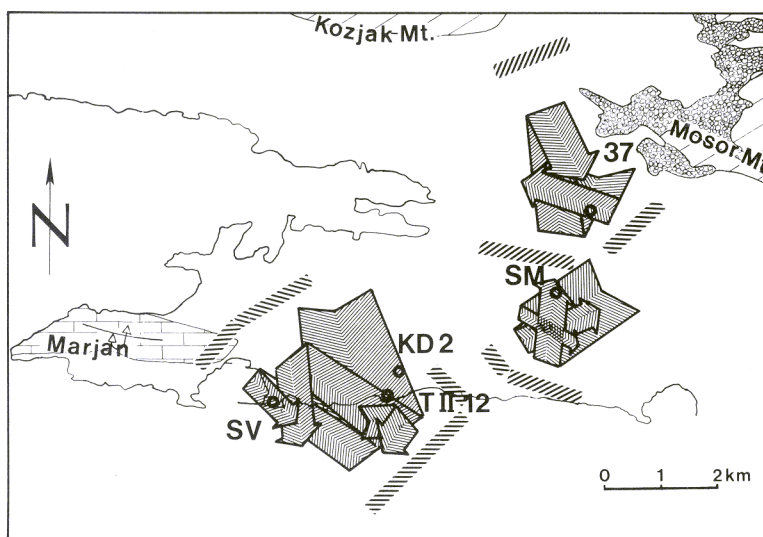 Kozjak-Mt.
Mosor-Mt.
37
N
SM
Marjan
KD 2
T II-12
SV
0 1 2 km